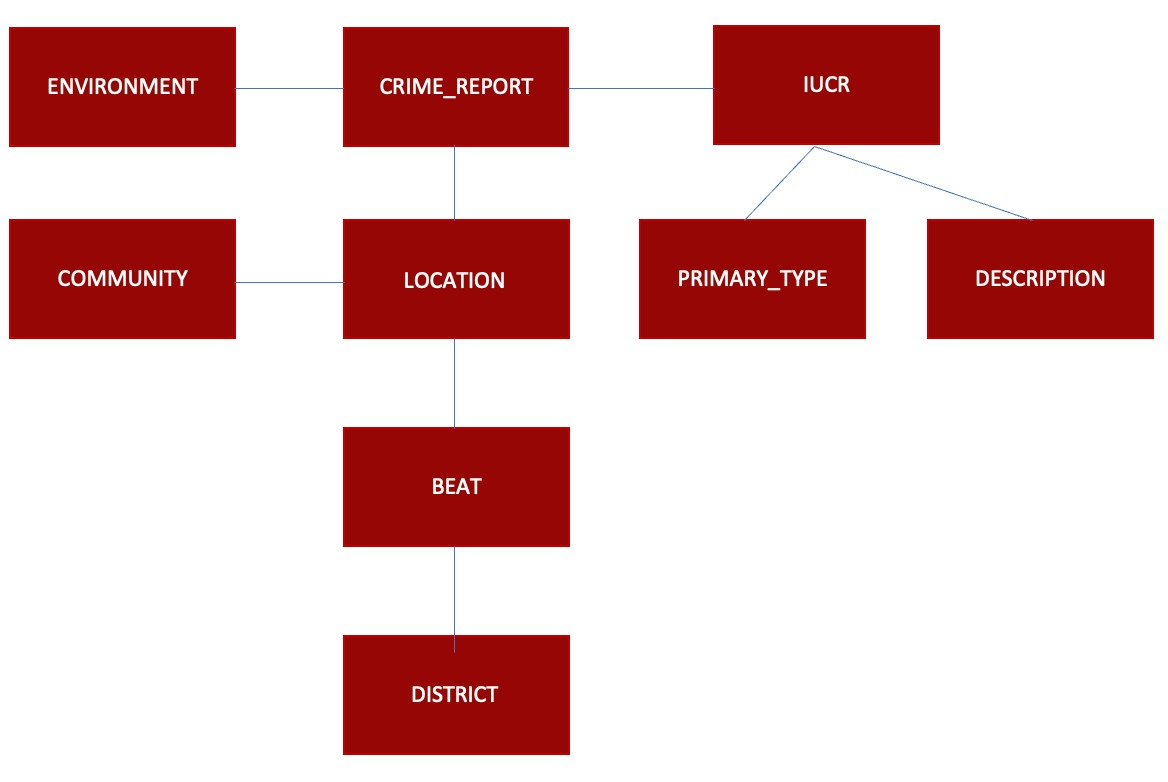 ENVIRONMENT
CRIME_REPORT
IUCR
COMMUNITY
LOCATION
PRIMARY_TYPE
DESCRIPTION
BEAT
DISTRICT